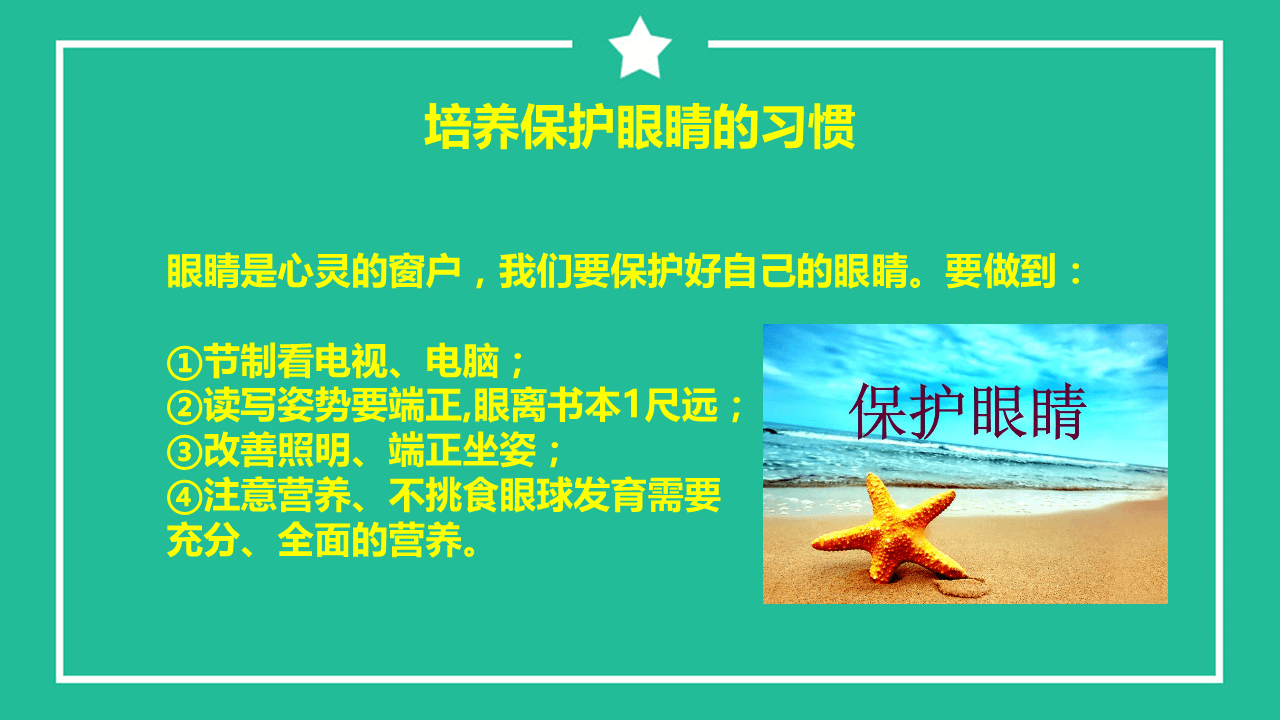 培养保护眼睛的习惯
眼睛是心灵的窗户，我们要保护好自己的眼睛。要做到：
①节制看电视、电脑；
②读写姿势要端正,眼离书本1尺远；
③改善照明、端正坐姿；
④注意营养、不挑食眼球发育需要
充分、全面的营养。
保护眼睛